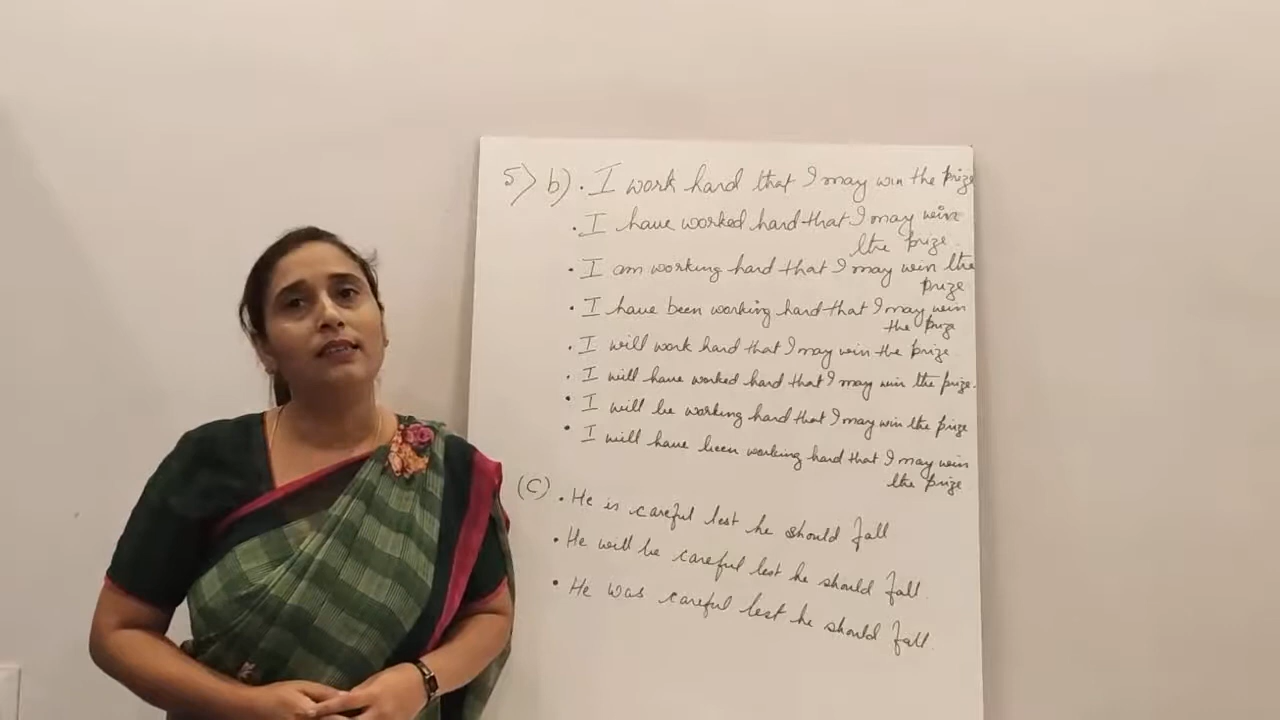 5> b) . I work hard that I may win the prize
. I have worked hard that I may win
the prize
. I am working hard that I may win the
prize
. I have been working hard that I may win
the prize
. I will work hard that I may win the prize
. I will have worked hard that I may win the prize.
. I will be working hard that I may win the prize
. I will have been working hard that I may win
the prize
(C) . He is careful lest he should fall
. He will be careful lest he should fall.
. He was careful lest he should fall.